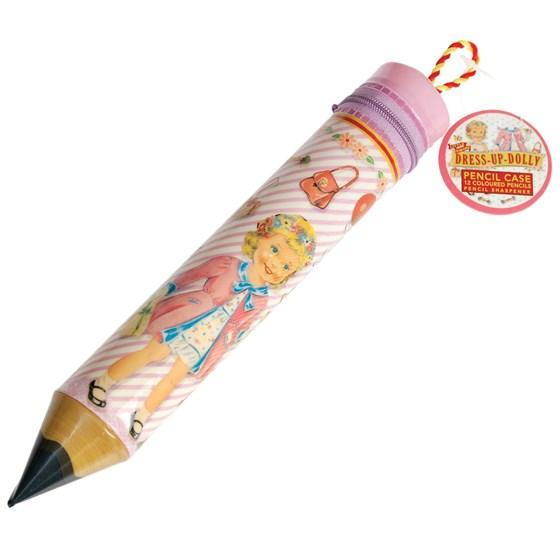 DRESS-UP-DOLLY
PENCIL CASE
12 COLOURED PENCILS
PENCIL SHARPENER